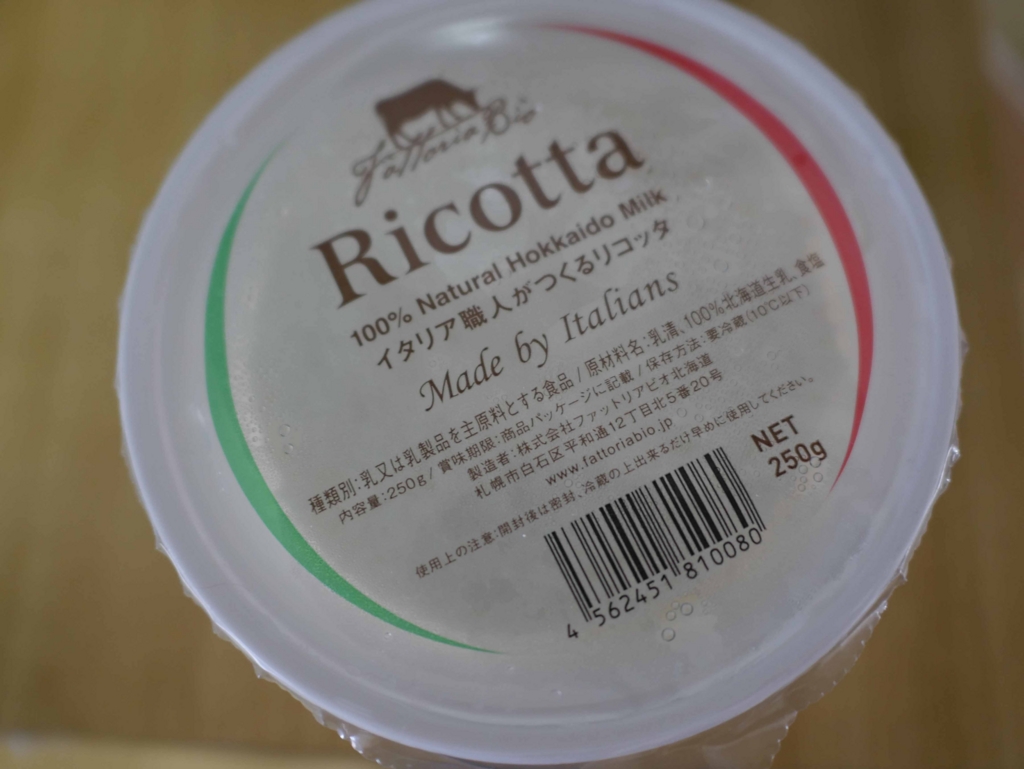 Fattoria Bio
Ricotta
100% Natural Hokkaido Milk
イタリア職人がつくるリコッタ
Made by Italians
種類別:乳又は乳製品を主原料とする食品 / 原材料名:乳清、100%北海道生乳、食塩
内容量:250g / 賞味期限:商品パッケージに記載 / 保存方法:要冷蔵(10℃以下)
製造者:株式会社ファットリアビオ北海道
札幌市白石区平和通12丁目北5番20号
www.fattoriabio.jp
使用上の注意:開封後は密封、冷蔵の上出来るだけ早めに使用してください。
NET
250g
4 562451 810080